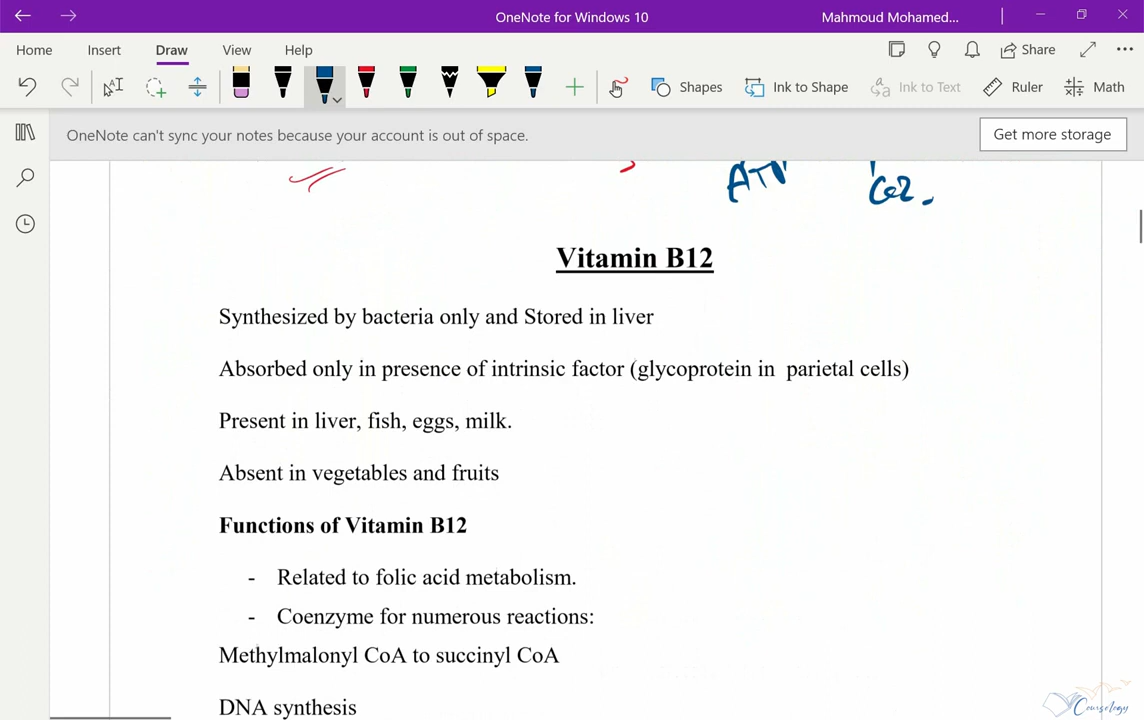 OneNote for Windows 10
Mahmoud Mohamed...
Home Insert Draw View Help Share
Shapes Ink to Shape Ink to Text Ruler Math
OneNote can't sync your notes because your account is out of space.
Get more storage
ATP
Co2.
Vitamin B12
Synthesized by bacteria only and Stored in liver
Absorbed only in presence of intrinsic factor (glycoprotein in parietal cells)
Present in liver, fish, eggs, milk.
Absent in vegetables and fruits
Functions of Vitamin B12
- Related to folic acid metabolism.
- Coenzyme for numerous reactions:
Methylmalonyl CoA to succinyl CoA
DNA synthesis
Courselogy